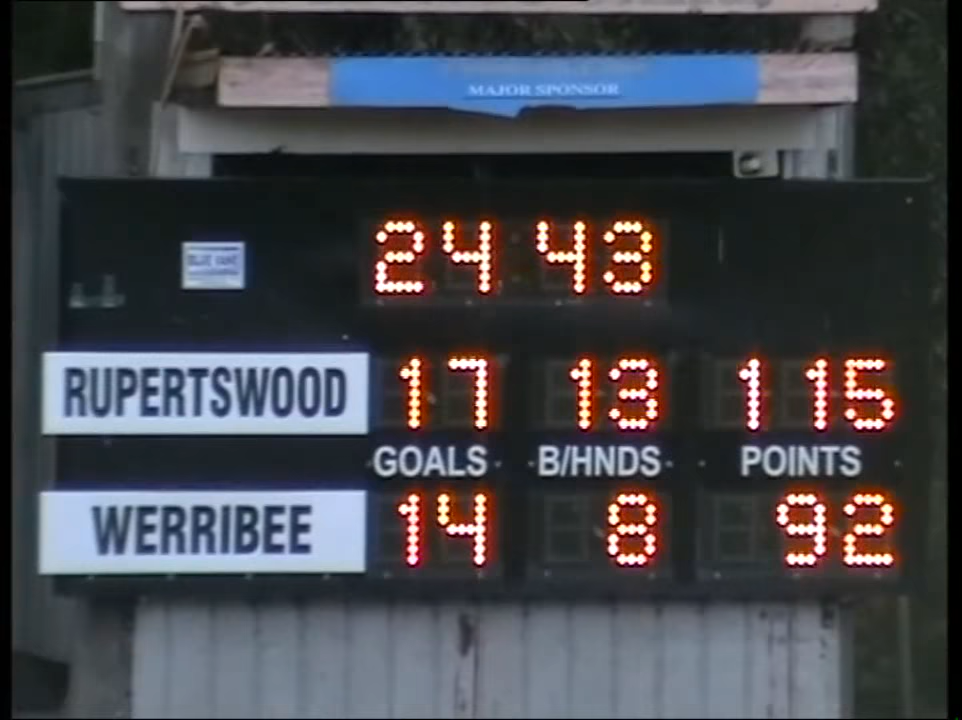 MAJOR SPONSOR
24 43
RUPERTSWOOD 17 13 115
GOALS B/HNDS POINTS
WERRIBEE 14 8 92